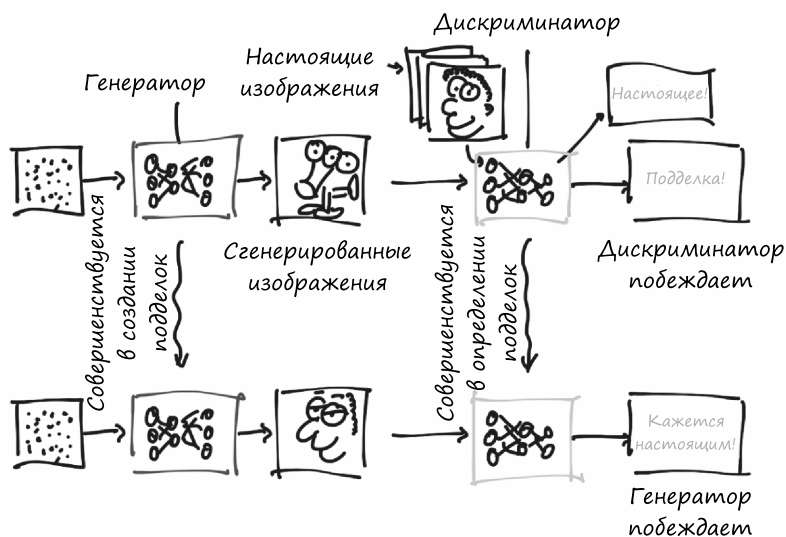 Дискриминатор
Настоящие
изображения
Генератор
Настоящее!
Подделка!
Сгенерированные
изображения
Дискриминатор
побеждает
Совершенствуется
в создании
подделок
Совершенствуется
в определении
подделок
Кажется
настоящим!
Генератор
побеждает